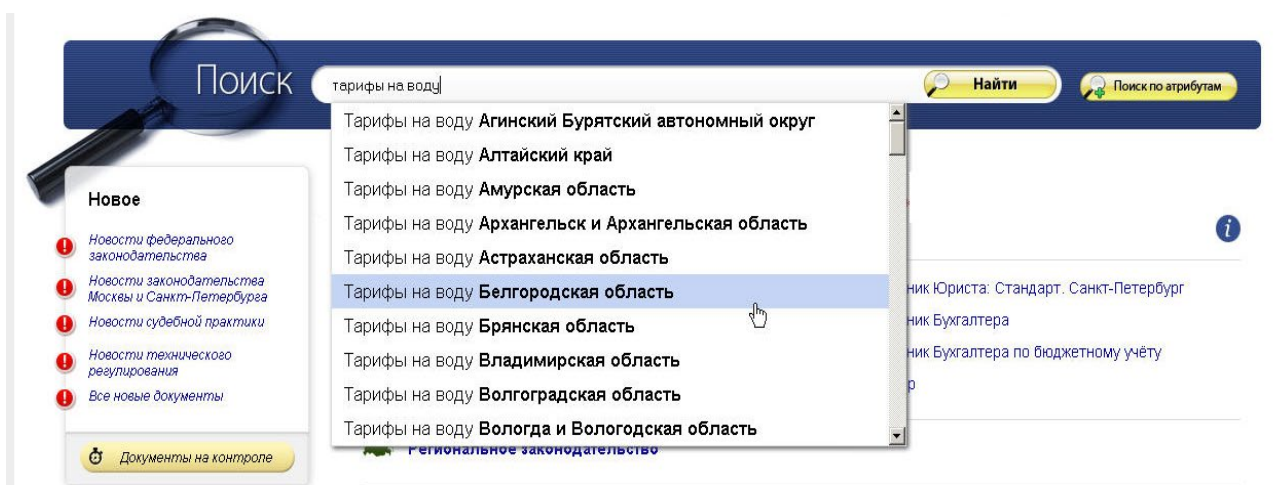 Поиск
тарифы на воду
Найти
Поиск по атрибутам
Тарифы на воду Агинский Бурятский автономный округ
Тарифы на воду Алтайский край
Тарифы на воду Амурская область
Тарифы на воду Архангельск и Архангельская область
Тарифы на воду Астраханская область
Тарифы на воду Белгородская область
Тарифы на воду Брянская область
Тарифы на воду Владимирская область
Тарифы на воду Волгоградская область
Тарифы на воду Вологда и Вологодская область
Новое
Новости федерального
законодательства
Новости законодательства
Москвы и Санкт-Петербурга
Новости судебной практики
Новости технического
регулирования
Все новые документы
Документы на контроле
i
ник Юриста: Стандарт. Санкт-Петербург
ник Бухгалтера
ник Бухгалтера по бюджетному учёту
р
Региональное законодательство